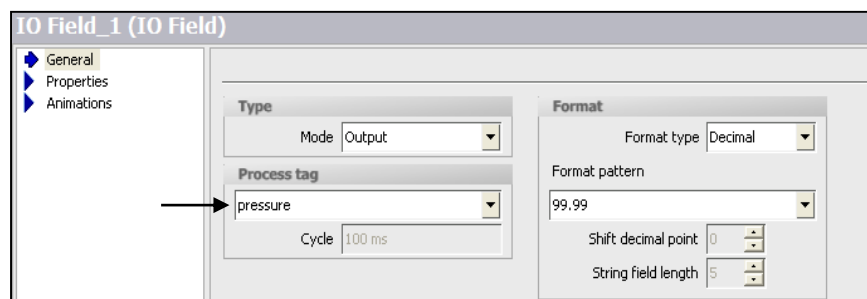 IO Field_1 (IO Field)
General
Properties
Animations
Type
Mode Output
Process tag
pressure
Cycle 100 ms
Format
Format type Decimal
Format pattern
99.99
Shift decimal point 0
String field length 5